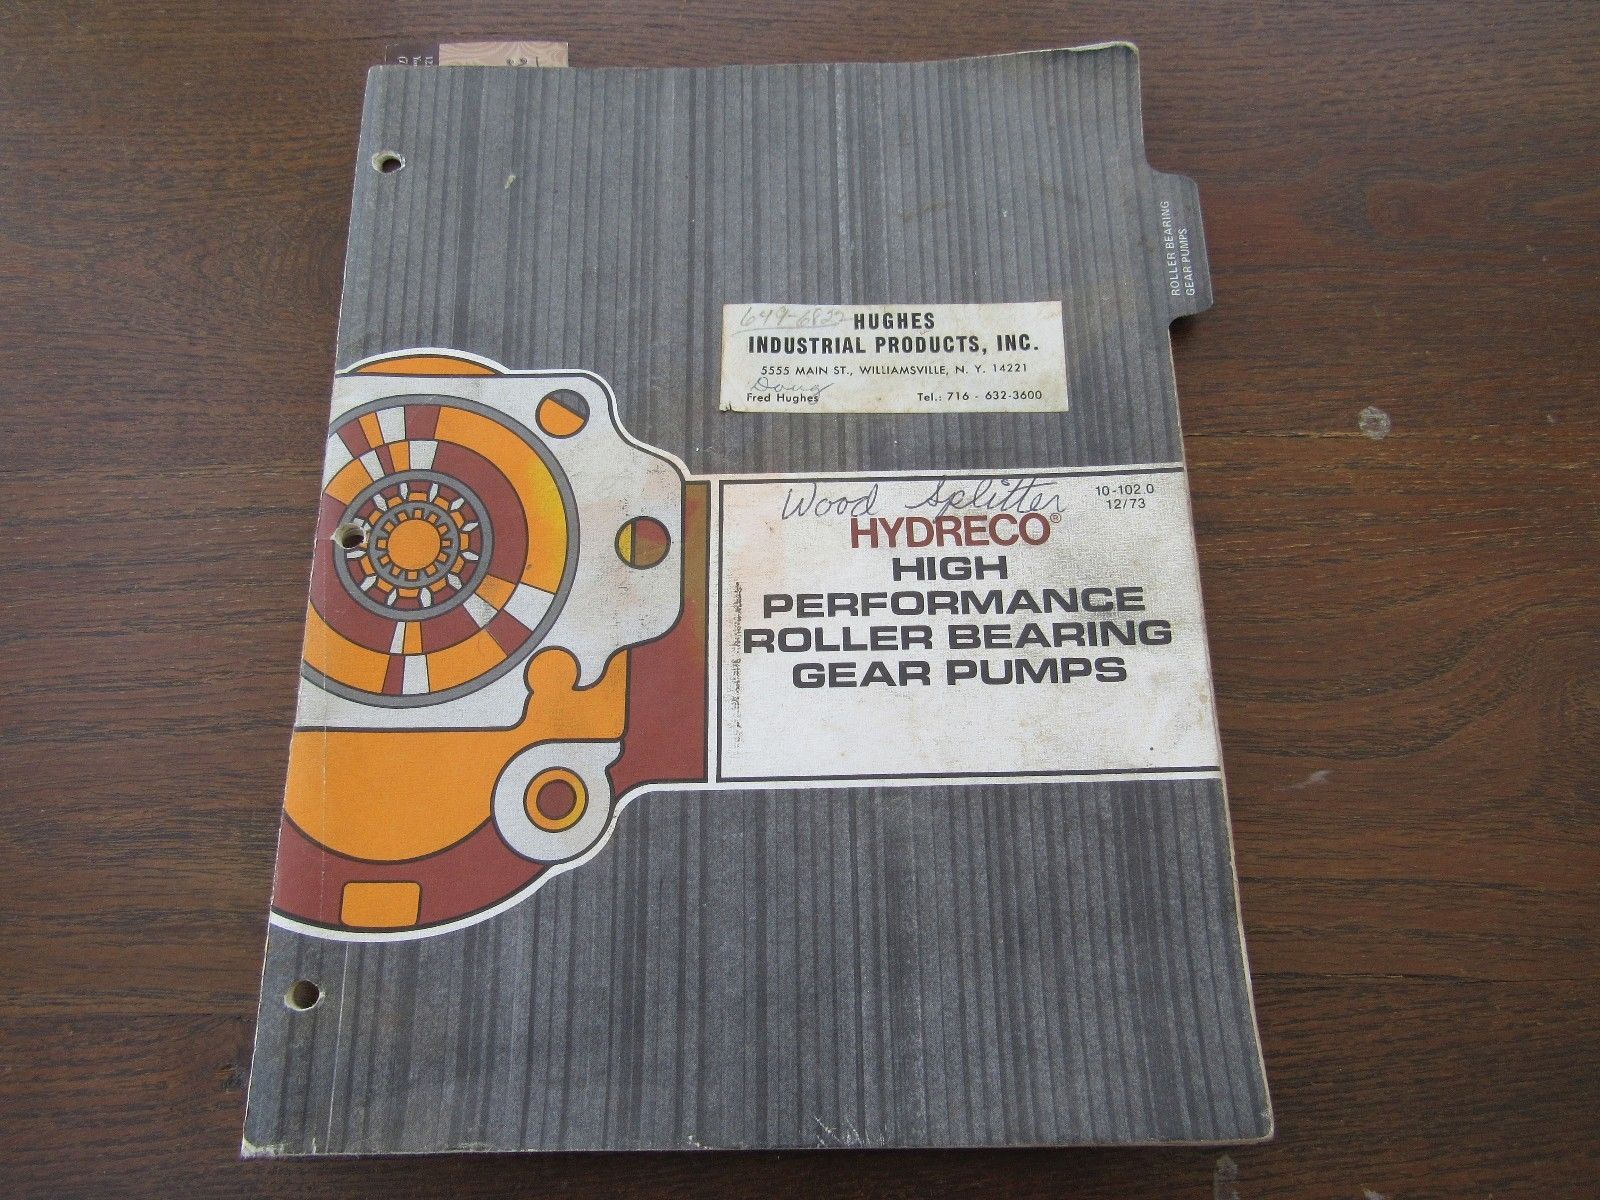 ROLLER BEARING
GEAR PUMPS
649-6822
HUGHES
INDUSTRIAL PRODUCTS, INC.
5555 MAIN ST., WILLIAMSVILLE, N. Y. 14221
Doug
Fred Hughes Tel.: 716 - 632-3600
Wood Splitter
10-102.0
12/73
HYDRECO®
HIGH
PERFORMANCE
ROLLER BEARING
GEAR PUMPS